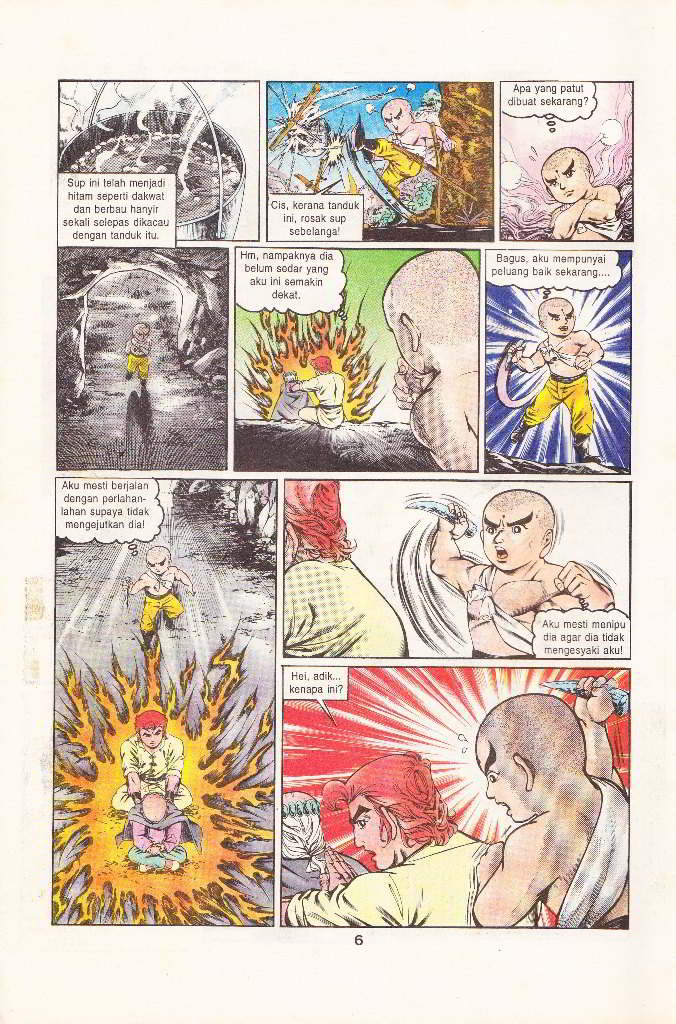 Sup ini telah menjadi
hitam seperti dakwat
dan berbau hanyir
sekali selepas dikacau
dengan tanduk itu.
Cis, kerana tanduk
ini, rosak sup
sebelanga!
Apa yang patut
dibuat sekarang?
Hm, nampaknya dia
belum sedar yang
aku ini semakin
dekat.
Bagus, aku mempunyai
peluang baik sekarang....
Aku mesti berjalan
dengan perlahan-
lahan supaya tidak
mengejutkan dia!
Aku mesti menipu
dia agar dia tidak
mengesyaki aku!
Hei, adik...
kenapa ini?
6